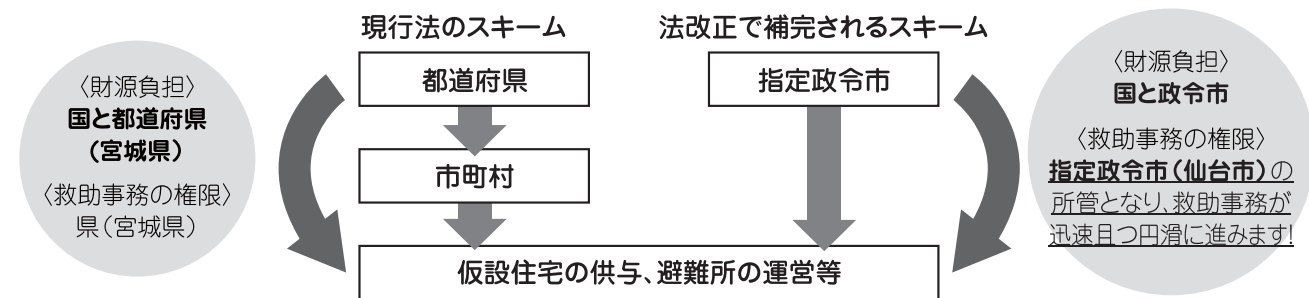 現行法のスキーム
法改正で補完されるスキーム
〈財源負担〉
国と都道府県
(宮城県)
〈救助事務の権限〉
県(宮城県)
都道府県
市町村
指定政令市
〈財源負担〉
国と政令市
〈救助事務の権限〉
指定政令市(仙台市)の
所管となり、救助事務が
迅速且つ円滑に進みます!
仮設住宅の供与、避難所の運営等